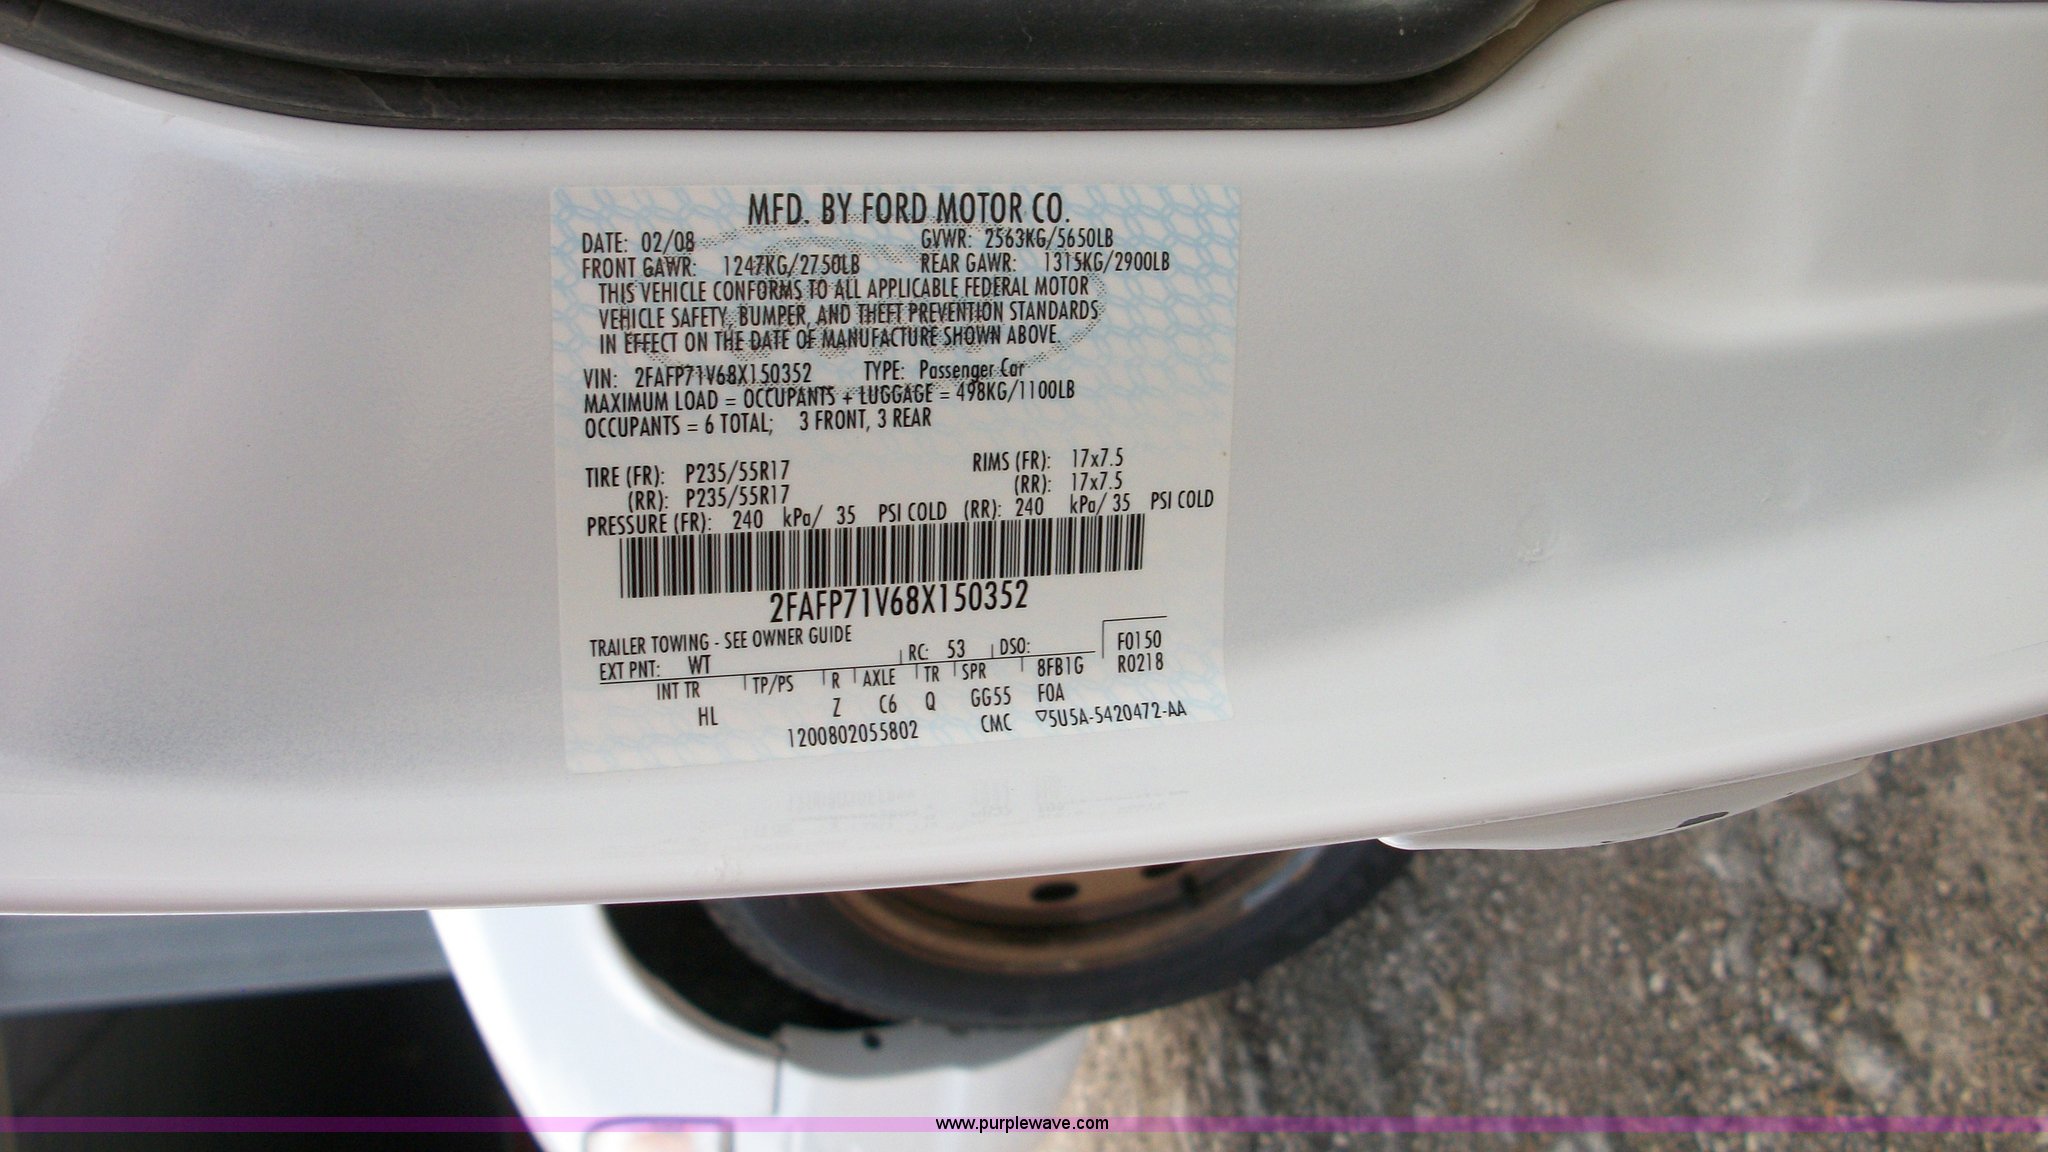 MFD. BY FORD MOTOR CO.
DATE: 02/08 GVWR: 2563KG/5650LB
FRONT GAWR: 1247KG/2750LB REAR GAWR: 1315KG/2900LB
THIS VEHICLE CONFORMS TO ALL APPLICABLE FEDERAL MOTOR
VEHICLE SAFETY, BUMPER, AND THEFT PREVENTION STANDARDS
IN EFFECT ON THE DATE OF MANUFACTURE SHOWN ABOVE.
VIN: 2FAFP71V68X150352 TYPE: Passenger Car
MAXIMUM LOAD = OCCUPANTS + LUGGAGE = 498KG/1100LB
OCCUPANTS = 6 TOTAL; 3 FRONT, 3 REAR
TIRE (FR): P235/55R17 RIMS (FR): 17x7.5
(RR): P235/55R17 (RR): 17x7.5
PRESSURE (FR): 240 kPa/ 35 PSI COLD (RR): 240 kPa/ 35 PSI COLD
2FAFP71V68X150352
TRAILER TOWING - SEE OWNER GUIDE
EXT PNT: WT RC: 53 DSO: F0150
INT TR TP/PS R AXLE TR SPR 8FB1G R0218
HL Z C6 Q GG55 F0A
1200802055802 CMC ▽5U5A-5420472-AA
www.purplewave.com